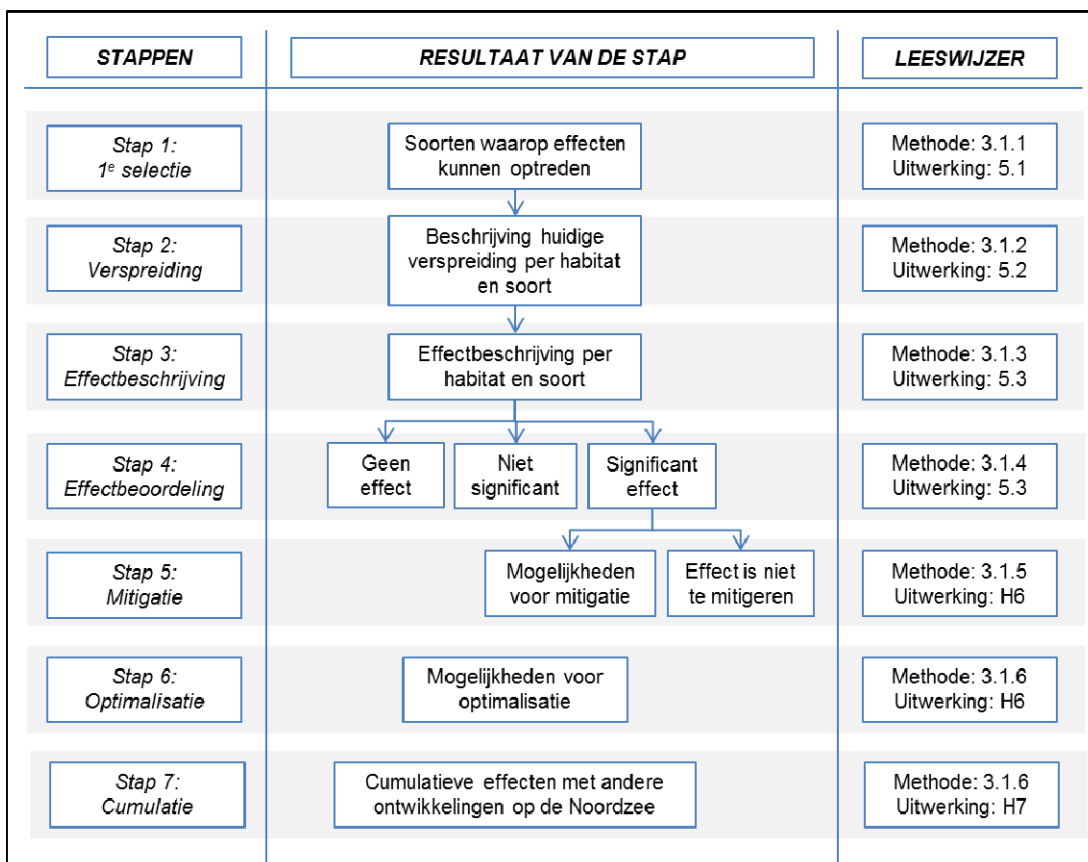 STAPPEN
RESULTAAT VAN DE STAP
LEESWIJZER
Stap 1:
1e selectie
Soorten waarop effecten
kunnen optreden
Methode: 3.1.1
Uitwerking: 5.1
Stap 2:
Verspreiding
Beschrijving huidige
verspreiding per habitat
en soort
Methode: 3.1.2
Uitwerking: 5.2
Stap 3:
Effectbeschrijving
Effectbeschrijving per
habitat en soort
Methode: 3.1.3
Uitwerking: 5.3
Stap 4:
Effectbeoordeling
Geen
effect
Niet
significant
Significant
effect
Methode: 3.1.4
Uitwerking: 5.3
Stap 5:
Mitigatie
Mogelijkheden
voor mitigatie
Effect is niet
te mitigeren
Methode: 3.1.5
Uitwerking: H6
Stap 6:
Optimalisatie
Mogelijkheden voor
optimalisatie
Methode: 3.1.6
Uitwerking: H6
Stap 7:
Cumulatie
Cumulatieve effecten met andere
ontwikkelingen op de Noordzee
Methode: 3.1.6
Uitwerking: H7